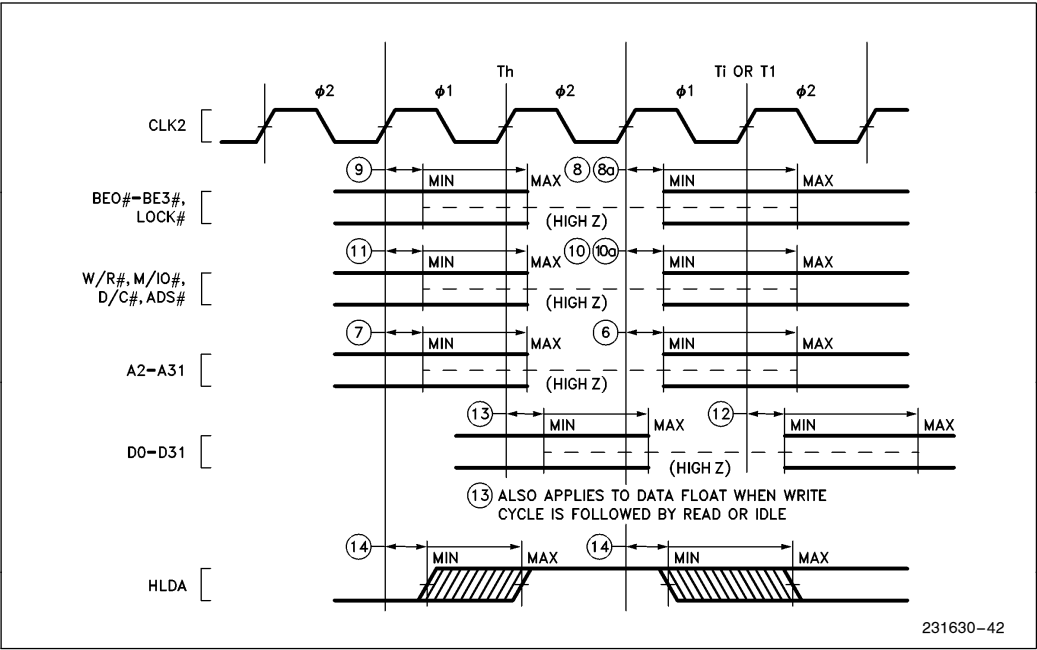 Th Ti OR T1
ϕ2 ϕ1 ϕ2 ϕ1 ϕ2
CLK2
9 MIN MAX 8 8a MIN MAX
BE0#–BE3#,
LOCK#
(HIGH Z)
11 MIN MAX 10 10a MIN MAX
W/R#, M/IO#,
D/C#, ADS#
(HIGH Z)
7 MIN MAX 6 MIN MAX
A2–A31
(HIGH Z)
13 MIN MAX 12 MIN MAX
D0–D31
(HIGH Z)
13 ALSO APPLIES TO DATA FLOAT WHEN WRITE
CYCLE IS FOLLOWED BY READ OR IDLE
14 MIN MAX 14 MIN MAX
HLDA
231630–42